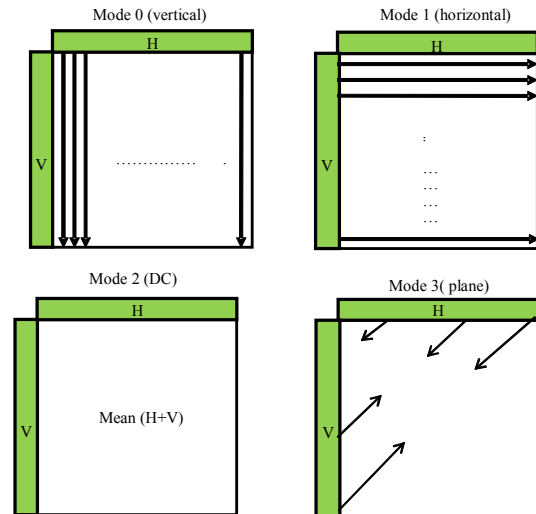 Mode 0 (vertical)
H
V
Mode 1 (horizontal)
H
V
Mode 2 (DC)
H
V
Mean (H+V)
Mode 3( plane)
H
V